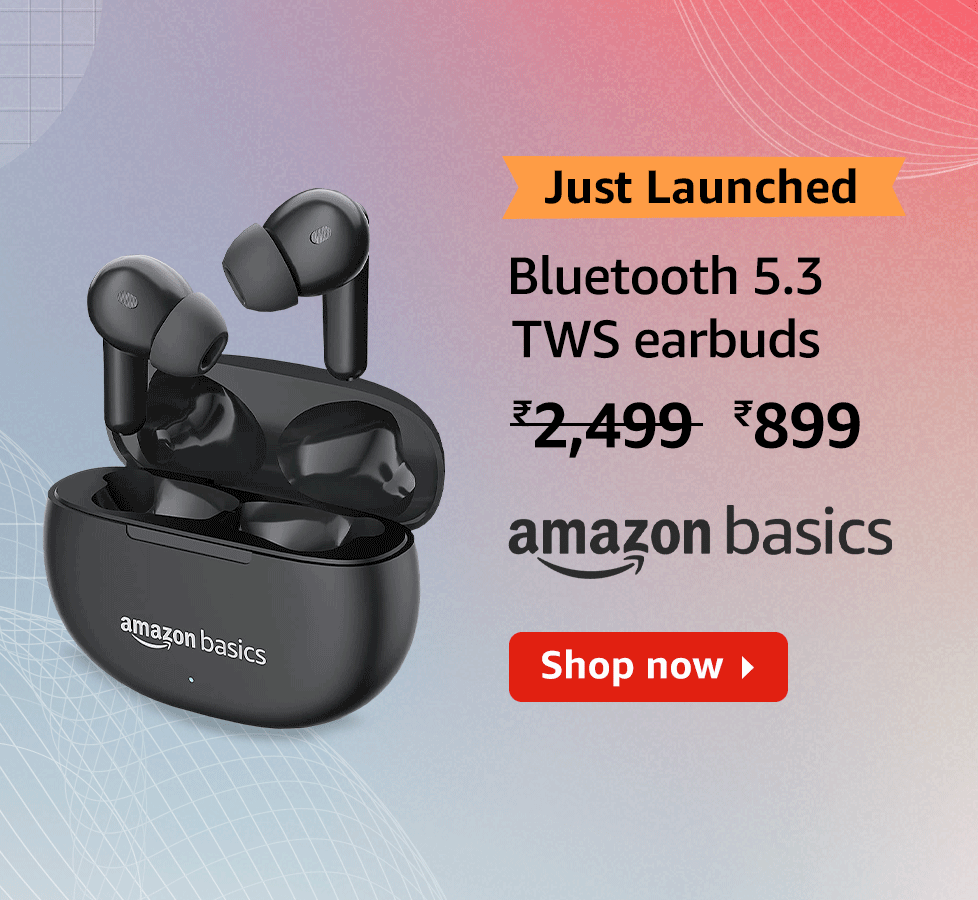 Just Launched
Bluetooth 5.3
TWS earbuds
₹2,499 ₹899
amazon basics
amazon basics
Shop now